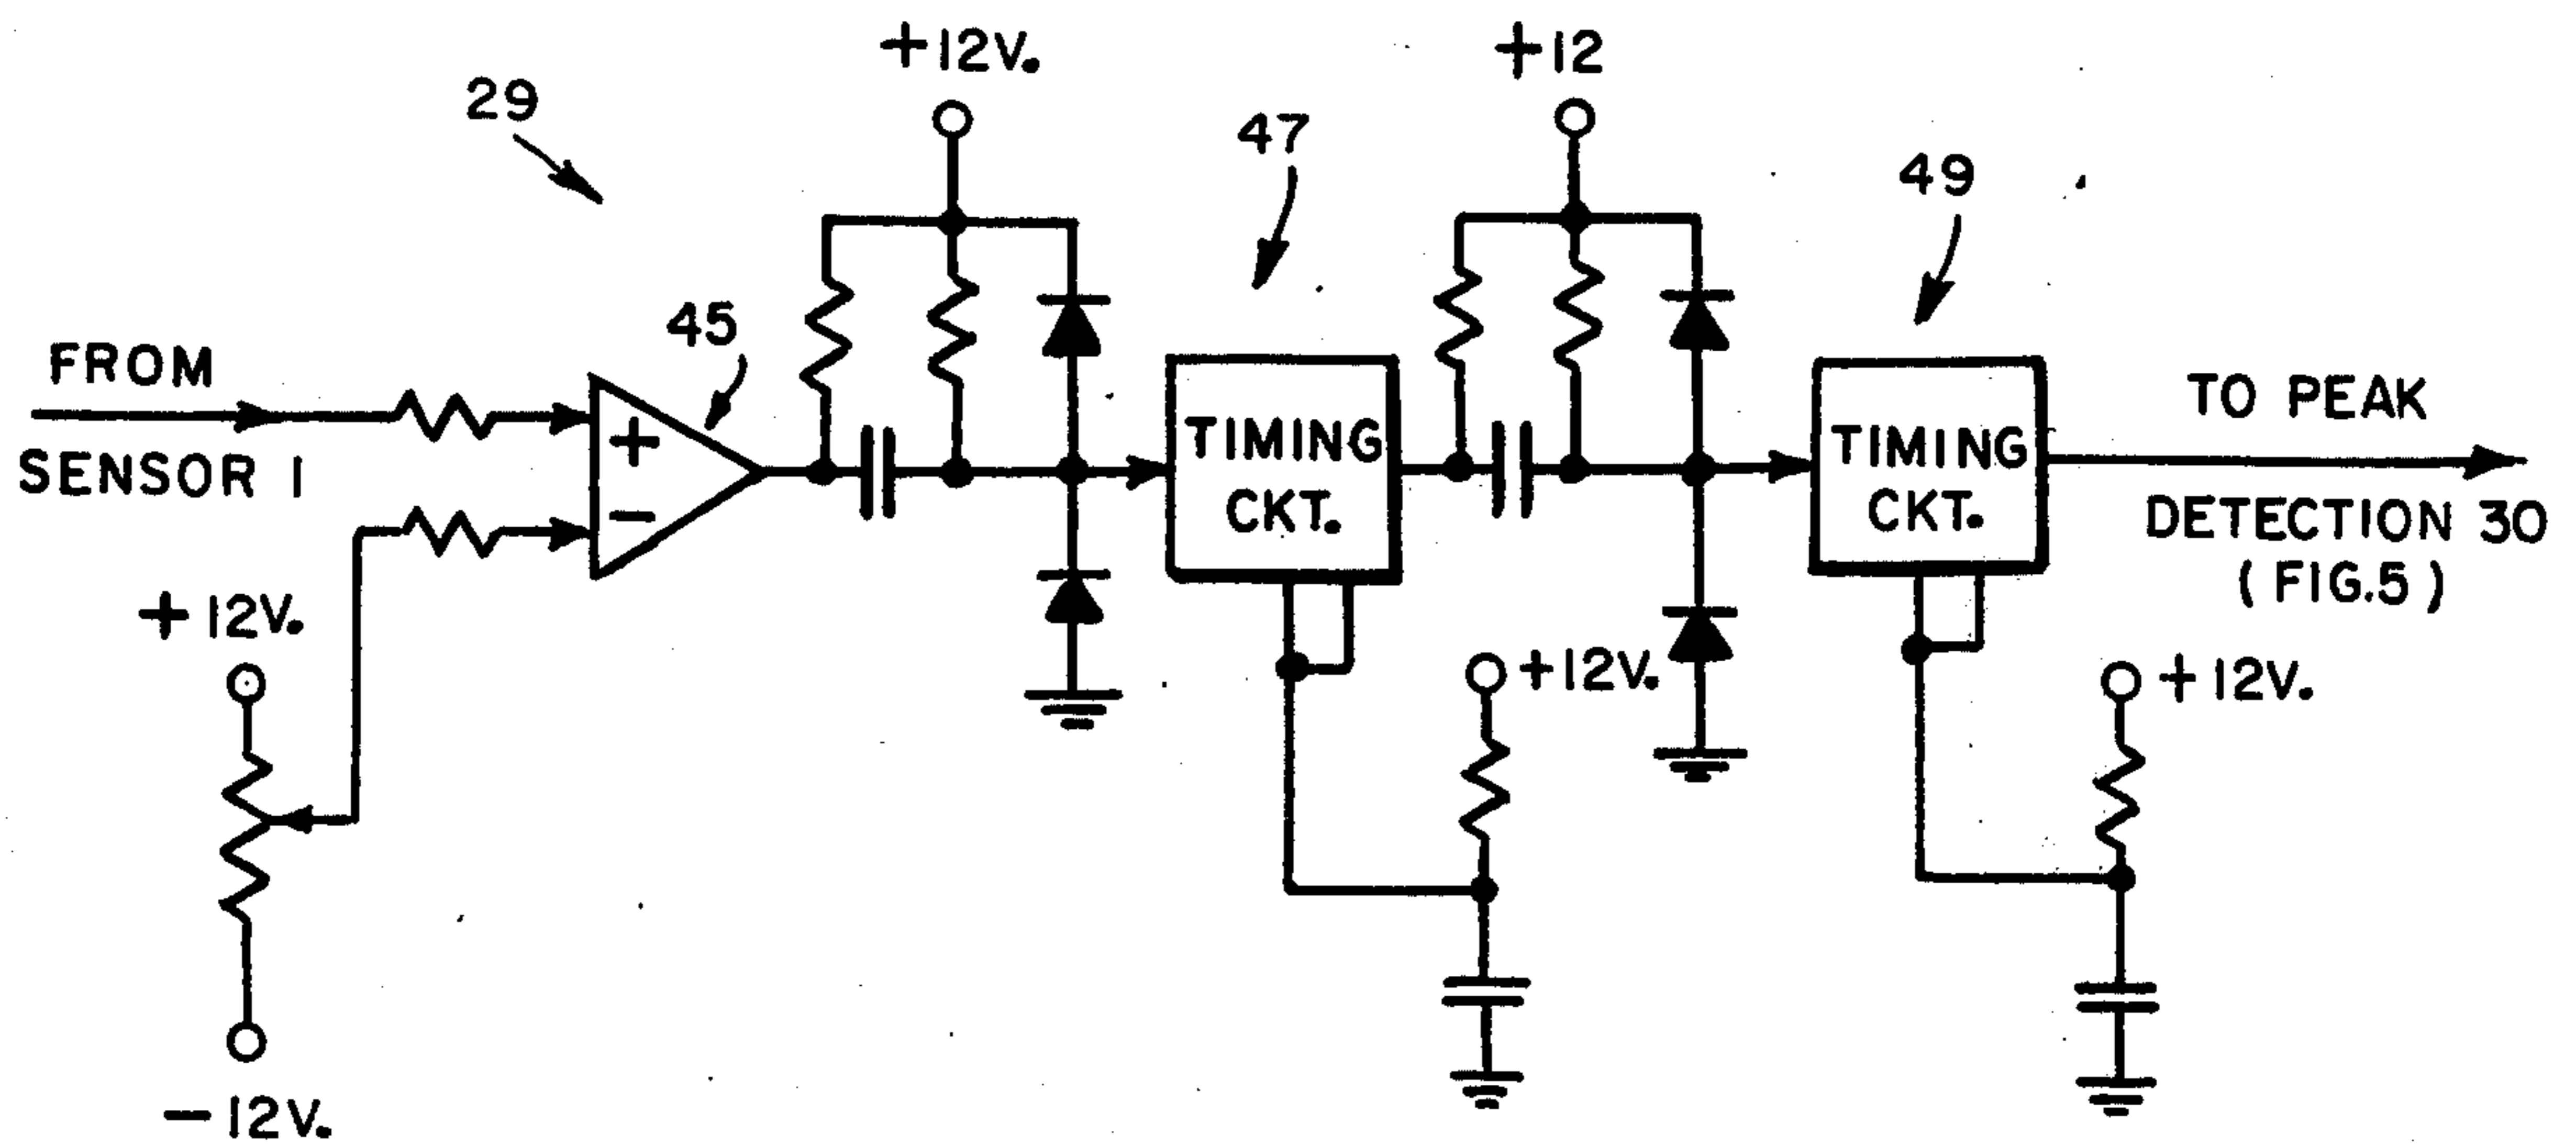 +12V.
+12
29
47
49
45
FROM
SENSOR 1
+
−
TIMING
CKT.
TIMING
CKT.
TO PEAK
DETECTION 30
(FIG.5)
+12V.
+12V.
+12V.
−12V.